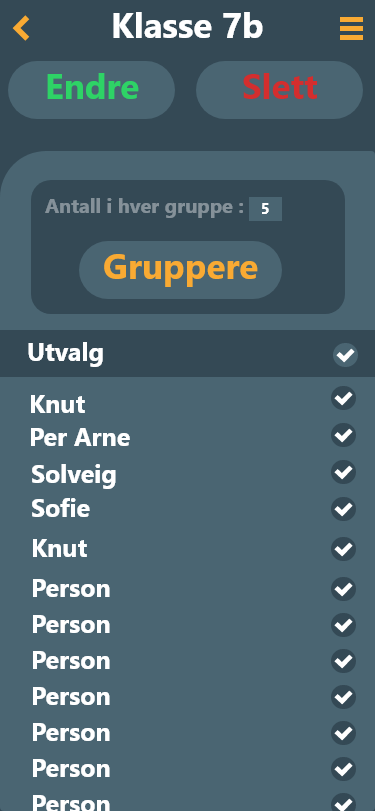 Klasse 7b
Endre Slett
Antall i hver gruppe : 5
Gruppere
Utvalg
Knut
Per Arne
Solveig
Sofie
Knut
Person
Person
Person
Person
Person
Person
Person